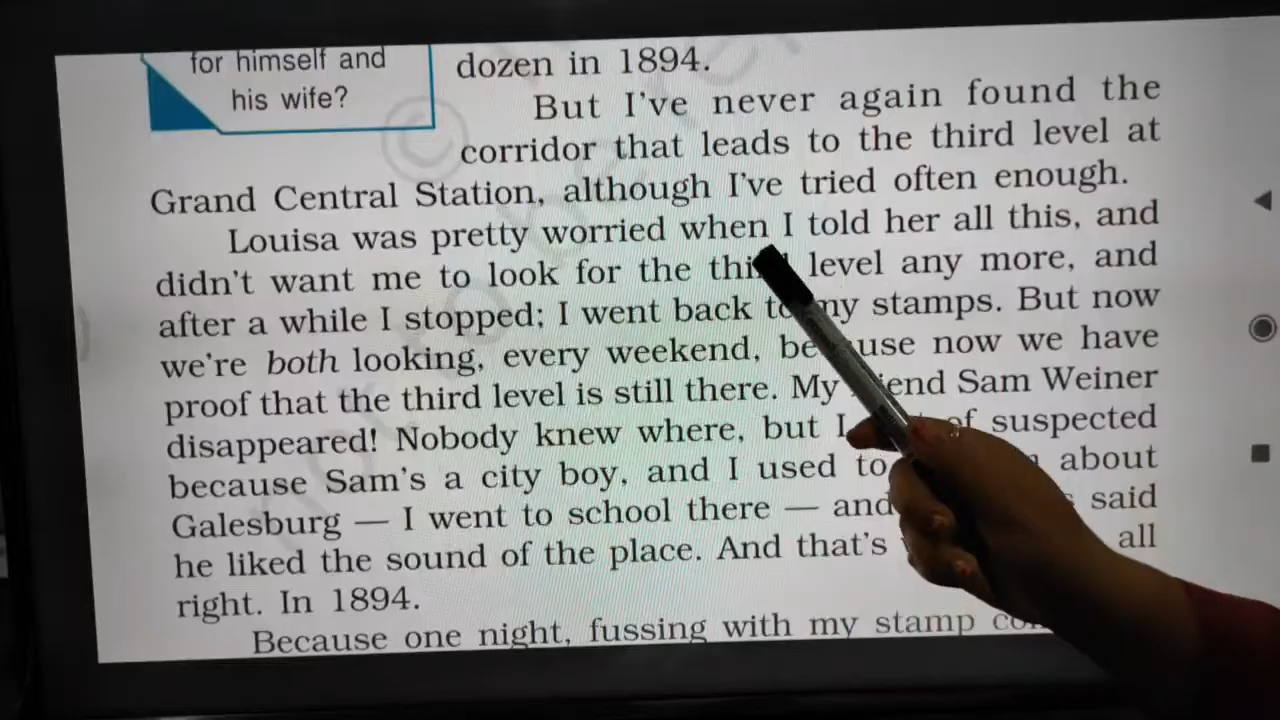 for himself and
his wife?
dozen in 1894.
But I've never again found the
corridor that leads to the third level at
Grand Central Station, although I've tried often enough.
Louisa was pretty worried when I told her all this, and
didn't want me to look for the level any more, and
after a while I stopped; I went back to my stamps. But now
we're both looking, every weekend, because now we have
proof that the third level is still there. My friend Sam Weiner
disappeared! Nobody knew where, but I of suspected
because Sam's a city boy, and I used to about
Galesburg — I went to school there — and said
he liked the sound of the place. And that's all
right. In 1894.
Because one night, fussing with my stamp